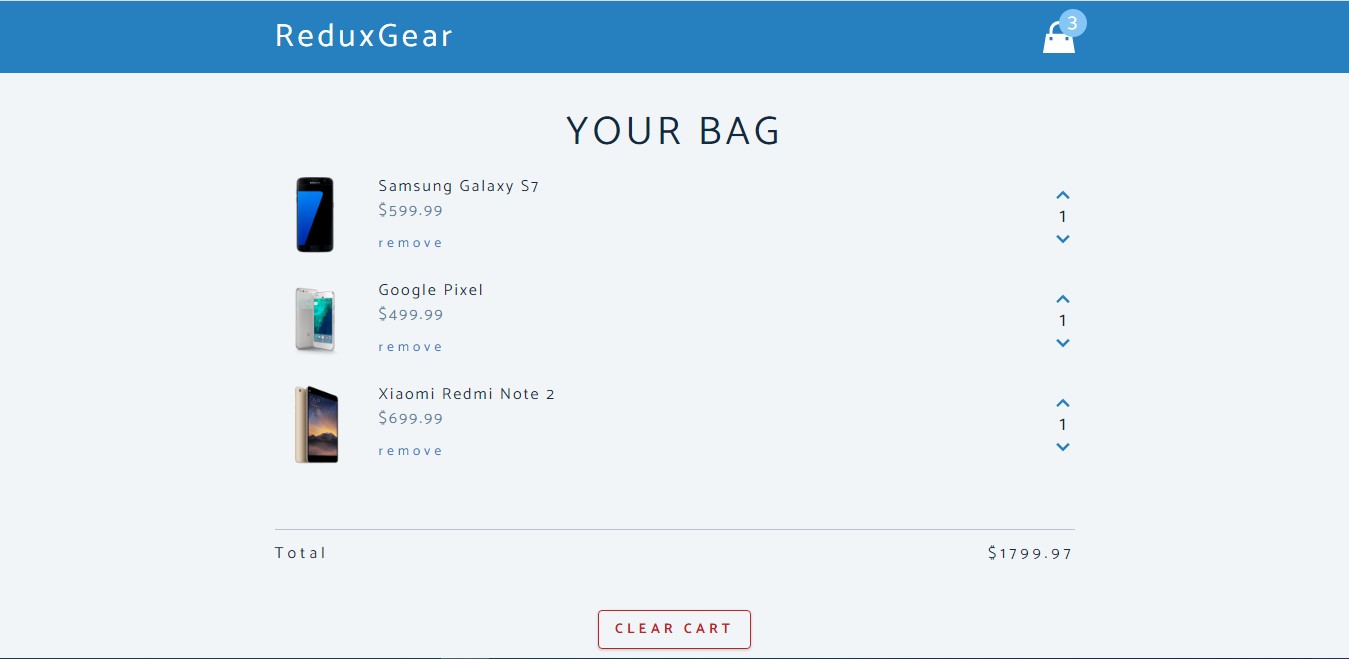 ReduxGear
3
YOUR BAG
Samsung Galaxy S7
$599.99
remove
1
Google Pixel
$499.99
remove
1
Xiaomi Redmi Note 2
$699.99
remove
1
Total $1799.97
CLEAR CART